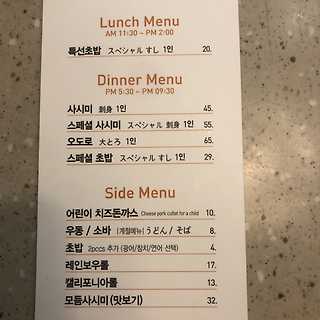 Lunch Menu
AM 11:30 ~ PM 2:00
특선초밥 スペシャル すし 1인 20.
Dinner Menu
PM 5:30 ~ PM 09:30
사시미 刺身 1인 45.
스페셜 사시미 スペシャル 刺身 1인 55.
오도로 大とろ 1인 65.
스페셜 초밥 スペシャル すし 1인 29.
Side Menu
어린이 치즈돈까스 Cheese pork cutlet for a child 10.
우동 / 소바 (계절메뉴) うどん / そば 8.
초밥 2pccs 추가 (광어/참치/연어 선택) 4.
레인보우롤 17.
캘리포니아롤 13.
모듬사시미 (맛보기) 32.